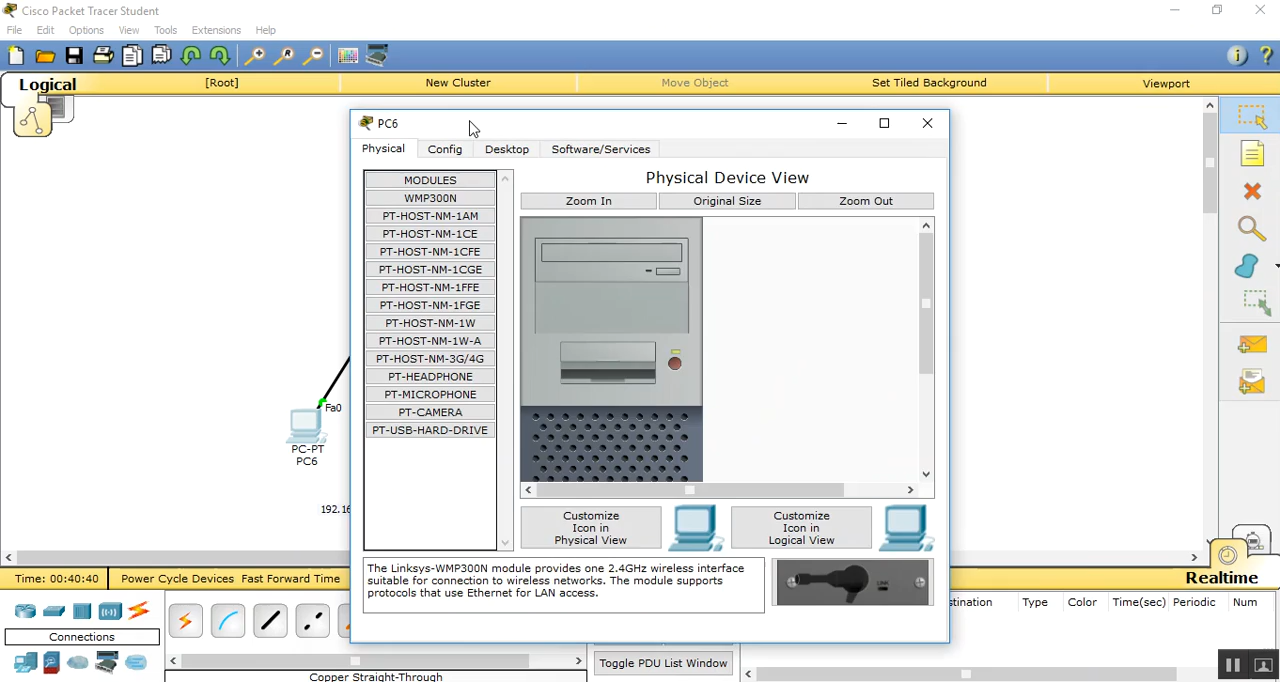 Cisco Packet Tracer Student
File Edit Options View Tools Extensions Help
Logical [Root] New Cluster Move Object Set Tiled Background Viewport
PC6
Physical Config Desktop Software/Services
MODULES
WMP300N
PT-HOST-NM-1AM
PT-HOST-NM-1CE
PT-HOST-NM-1CFE
PT-HOST-NM-1CGE
PT-HOST-NM-1FFE
PT-HOST-NM-1FGE
PT-HOST-NM-1W
PT-HOST-NM-1W-A
PT-HOST-NM-3G/4G
PT-HEADPHONE
PT-MICROPHONE
PT-CAMERA
PT-USB-HARD-DRIVE
Physical Device View
Zoom In Original Size Zoom Out
Customize
Icon in
Physical View
Customize
Icon in
Logical View
The Linksys-WMP300N module provides one 2.4GHz wireless interface
suitable for connection to wireless networks. The module supports
protocols that use Ethernet for LAN access.
Fa0
PC-PT
PC6
192.16
Time: 00:40:40 Power Cycle Devices Fast Forward Time
Realtime
stination Type Color Time(sec) Periodic Num
Connections
Toggle PDU List Window
Copper Straight-Through